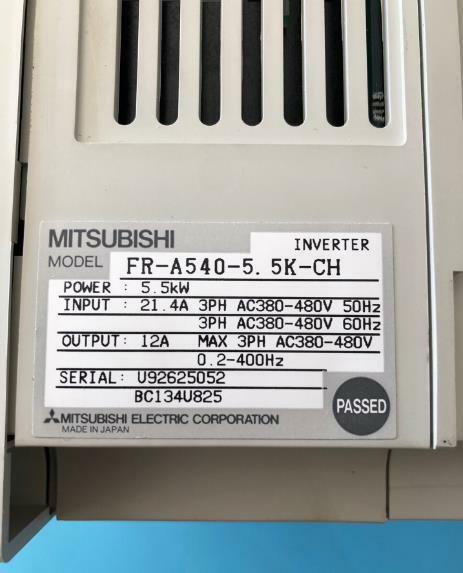 MITSUBISHI
INVERTER
MODEL FR-A540-5.5K-CH
POWER : 5.5kW
INPUT : 21.4A 3PH AC380-480V 50Hz
3PH AC380-480V 60Hz
OUTPUT: 12A MAX 3PH AC380-480V
0.2-400Hz
SERIAL: U92625052
BC134U825
PASSED
MITSUBISHI ELECTRIC CORPORATION
MADE IN JAPAN